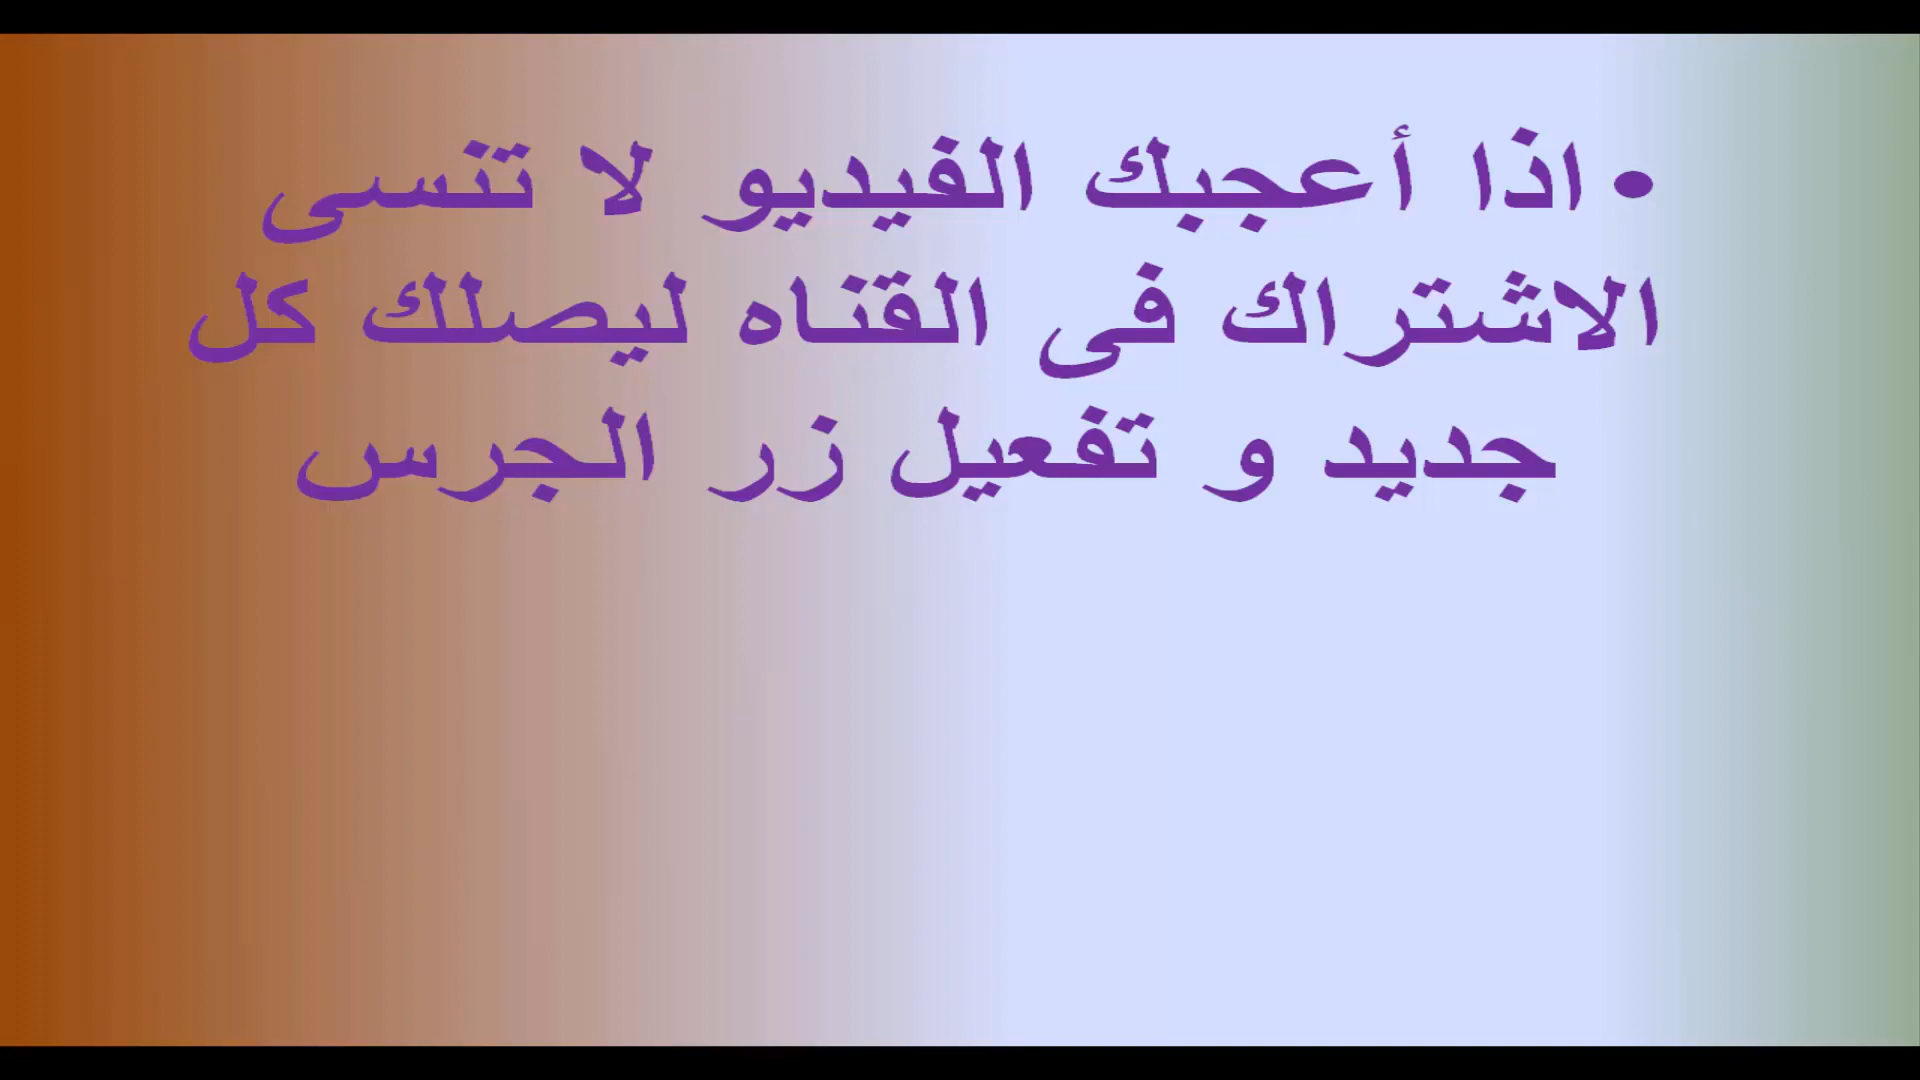 • اذا أعجبك الفيديو لا تنسى
الاشتراك فى القناه ليصلك كل
جديد و تفعيل زر الجرس